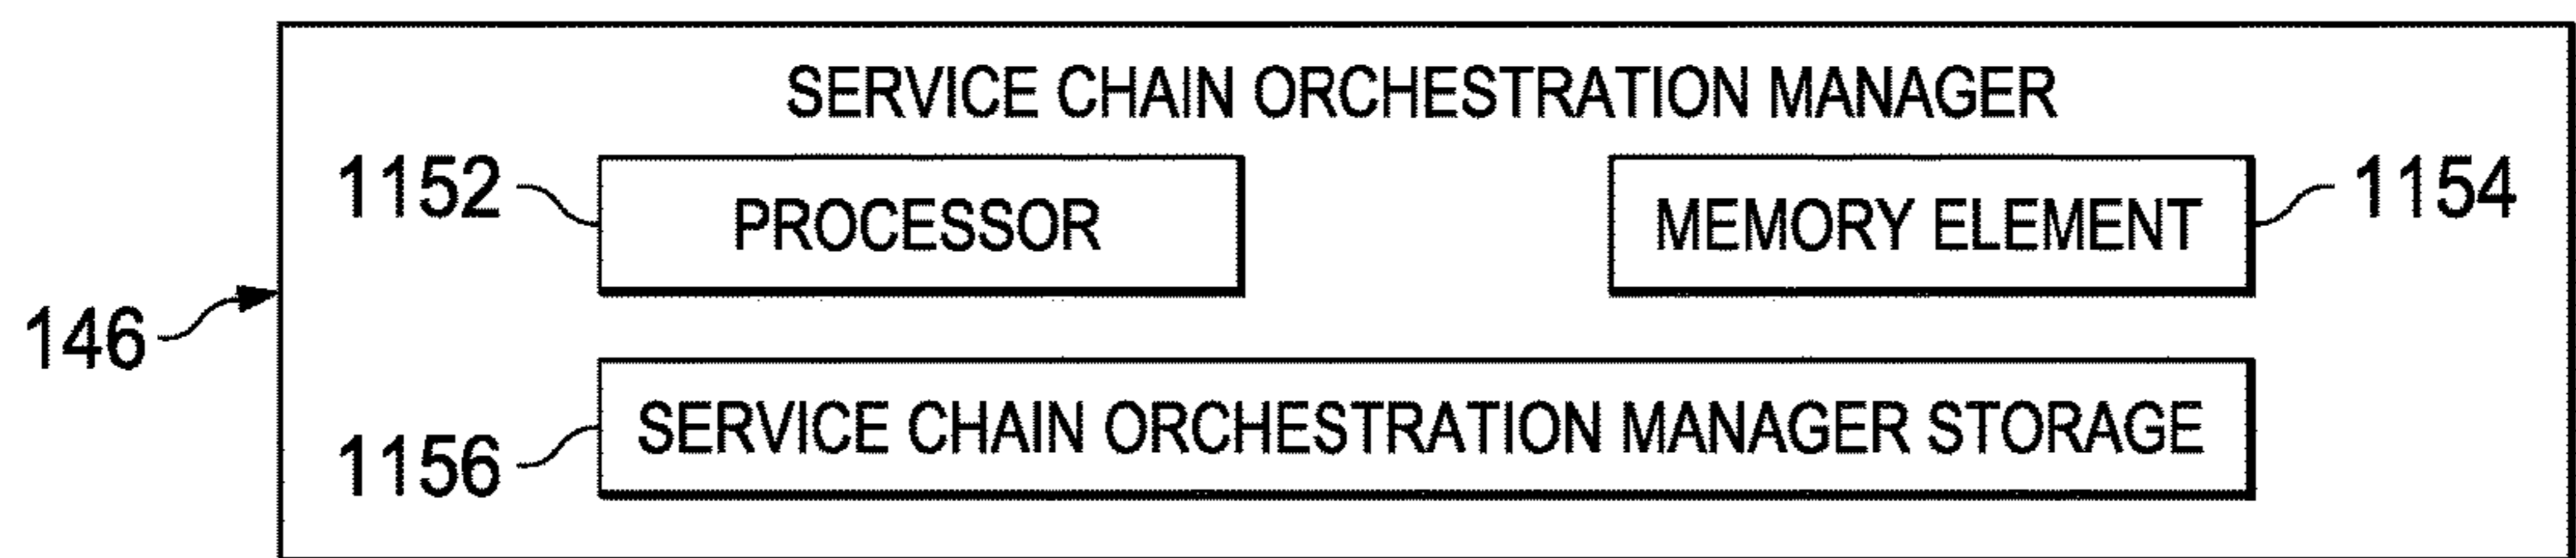 SERVICE CHAIN ORCHESTRATION MANAGER
1152
PROCESSOR
MEMORY ELEMENT
1154
146
1156
SERVICE CHAIN ORCHESTRATION MANAGER STORAGE